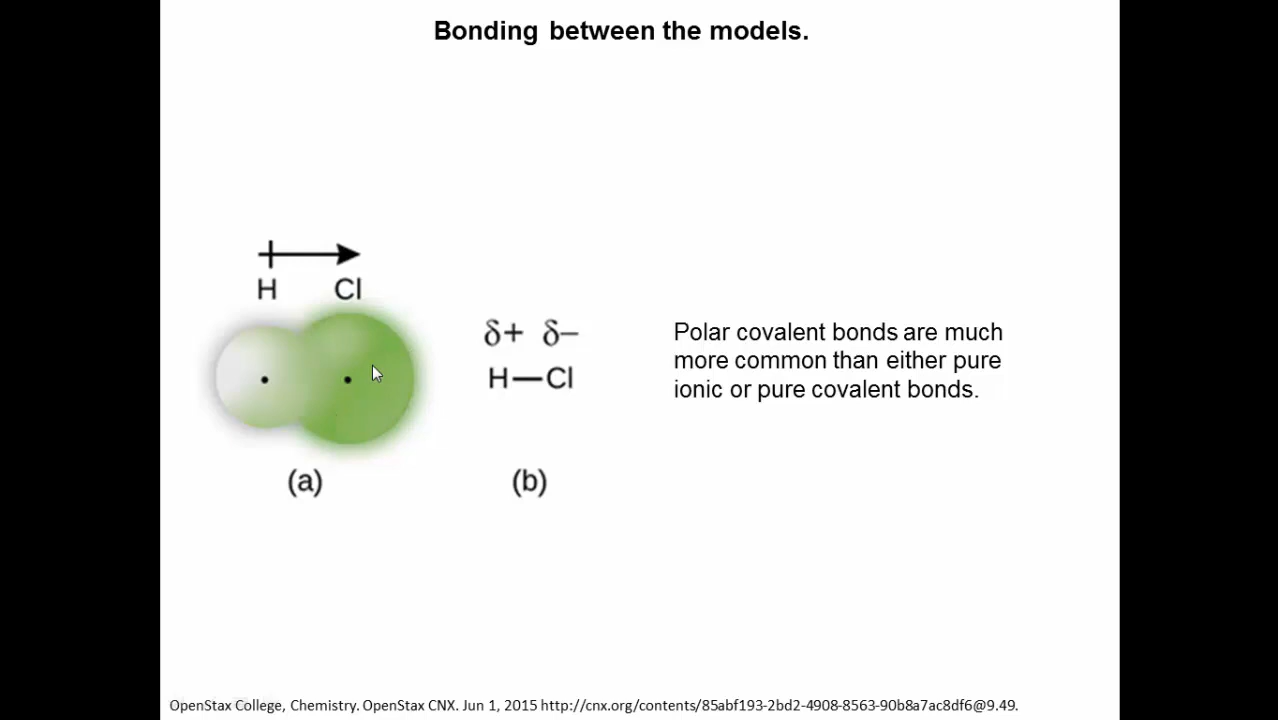 Bonding between the models.
H Cl
δ+ δ−
H—Cl
Polar covalent bonds are much
more common than either pure
ionic or pure covalent bonds.
(a) (b)
OpenStax College, Chemistry. OpenStax CNX. Jun 1, 2015 http://cnx.org/contents/85abf193-2bd2-4908-8563-90b8a7ac8df6@9.49.